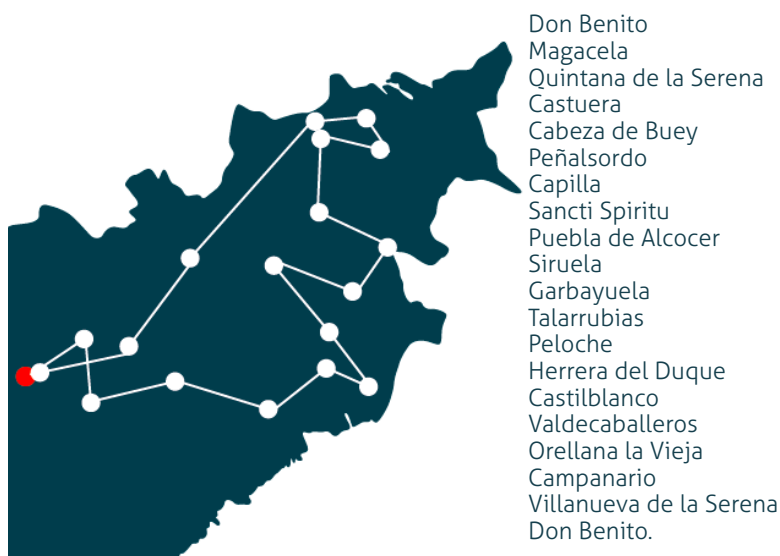 Don Benito
Magacela
Quintana de la Serena
Castuera
Cabeza de Buey
Peñalsordo
Capilla
Sancti Spiritu
Puebla de Alcocer
Siruela
Garbayuela
Talarrubias
Peloche
Herrera del Duque
Castilblanco
Valdecaballeros
Orellana la Vieja
Campanario
Villanueva de la Serena
Don Benito.